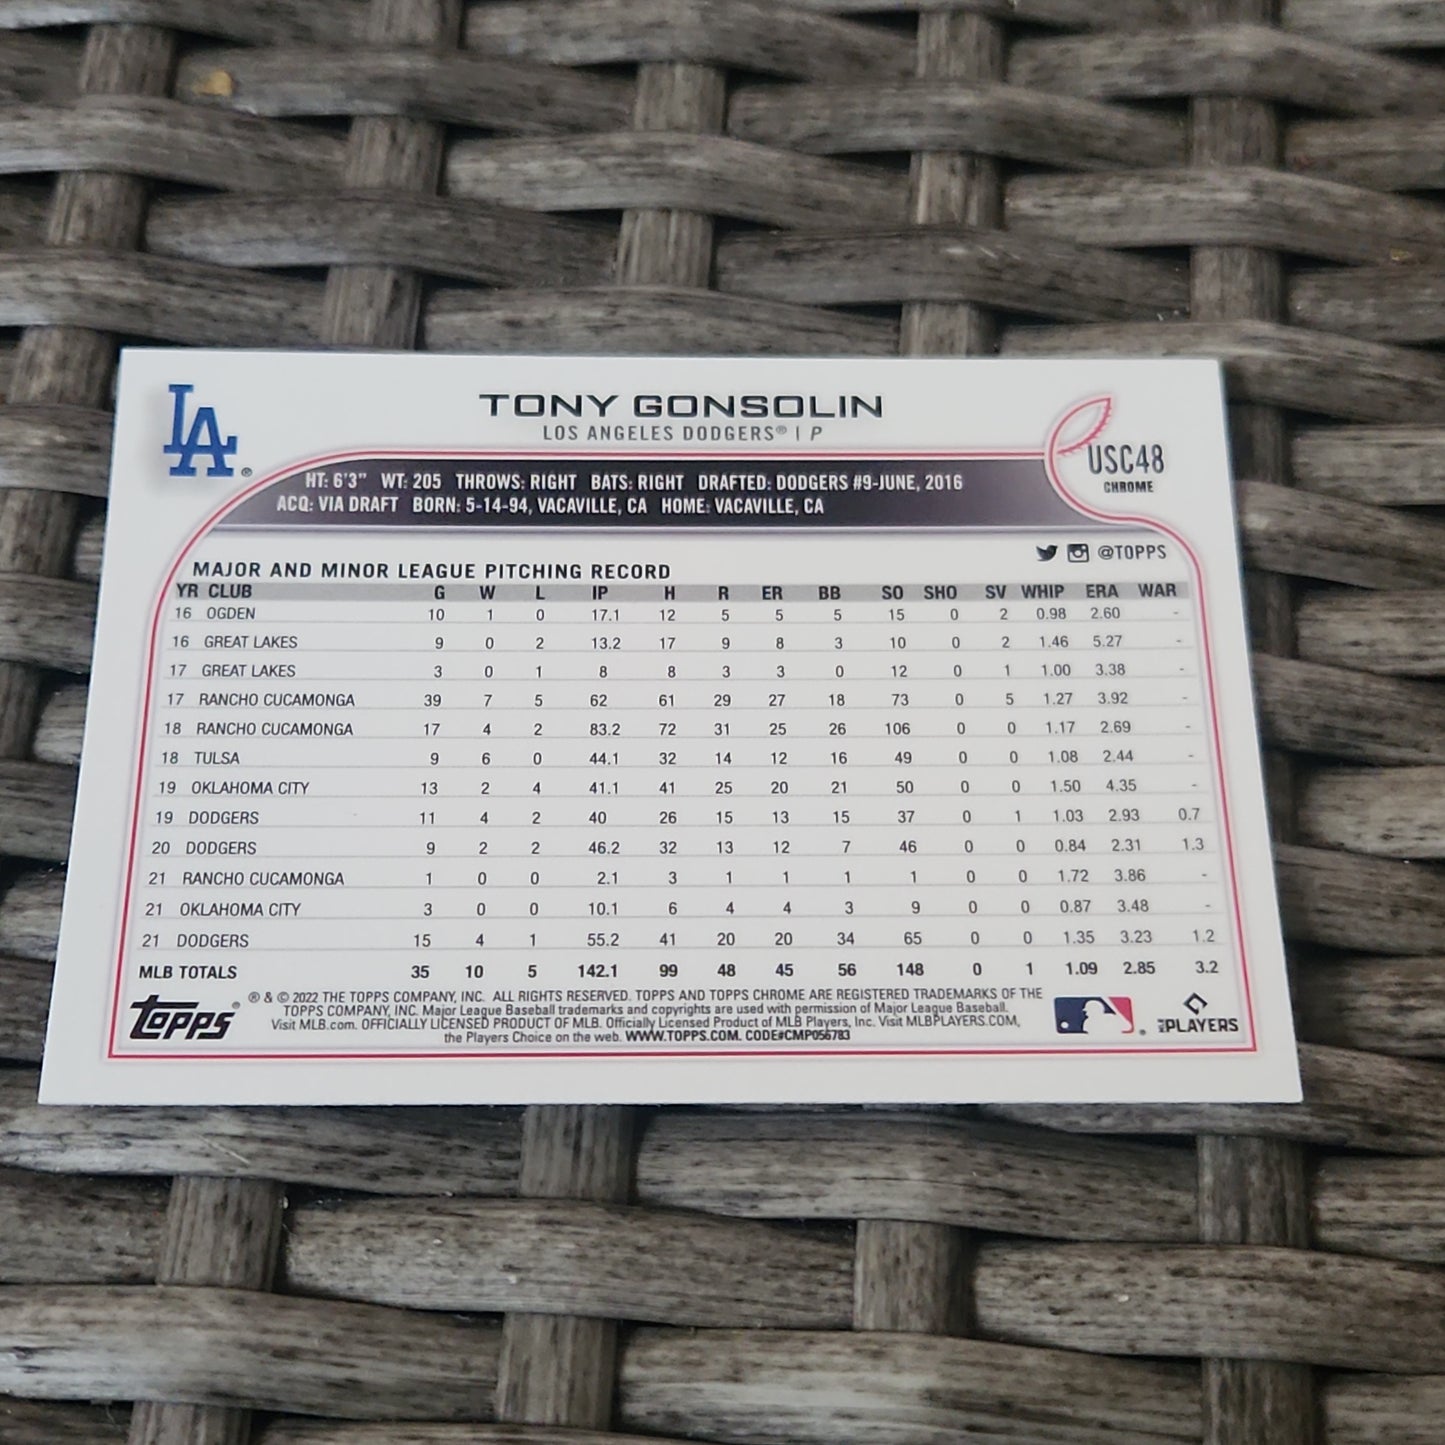 LA®
TONY GONSOLIN
LOS ANGELES DODGERS® | P
USC48
CHROME
HT: 6'3" WT: 205 THROWS: RIGHT BATS: RIGHT DRAFTED: DODGERS #9-JUNE, 2016
ACQ: VIA DRAFT BORN: 5-14-94, VACAVILLE, CA HOME: VACAVILLE, CA
@TOPPS
MAJOR AND MINOR LEAGUE PITCHING RECORD
YR CLUB G W L IP H R ER BB SO SHO SV WHIP ERA WAR
16 OGDEN 10 1 0 17.1 12 5 5 5 15 0 2 0.98 2.60 -
16 GREAT LAKES 9 0 2 13.2 17 9 8 3 10 0 2 1.46 5.27 -
17 GREAT LAKES 3 0 1 8 8 3 3 0 12 0 1 1.00 3.38 -
17 RANCHO CUCAMONGA 39 7 5 62 61 29 27 18 73 0 5 1.27 3.92 -
18 RANCHO CUCAMONGA 17 4 2 83.2 72 31 25 26 106 0 0 1.17 2.69 -
18 TULSA 9 6 0 44.1 32 14 12 16 49 0 0 1.08 2.44 -
19 OKLAHOMA CITY 13 2 4 41.1 41 25 20 21 50 0 0 1.50 4.35 -
19 DODGERS 11 4 2 40 26 15 13 15 37 0 1 1.03 2.93 0.7
20 DODGERS 9 2 2 46.2 32 13 12 7 46 0 0 0.84 2.31 1.3
21 RANCHO CUCAMONGA 1 0 0 2.1 3 1 1 1 1 0 0 1.72 3.86 -
21 OKLAHOMA CITY 3 0 0 10.1 6 4 4 3 9 0 0 0.87 3.48 -
21 DODGERS 15 4 1 55.2 41 20 20 34 65 0 0 1.35 3.23 1.2
MLB TOTALS 35 10 5 142.1 99 48 45 56 148 0 1 1.09 2.85 3.2
Topps®
® & © 2022 THE TOPPS COMPANY, INC. ALL RIGHTS RESERVED. TOPPS AND TOPPS CHROME ARE REGISTERED TRADEMARKS OF THE
TOPPS COMPANY, INC. Major League Baseball trademarks and copyrights are used with permission of Major League Baseball.
Visit MLB.com. OFFICIALLY LICENSED PRODUCT OF MLB. Officially Licensed Product of MLB Players, Inc. Visit MLBPLAYERS.COM,
the Players Choice on the web. WWW.TOPPS.COM. CODE#CMP056783
MLB PLAYERS